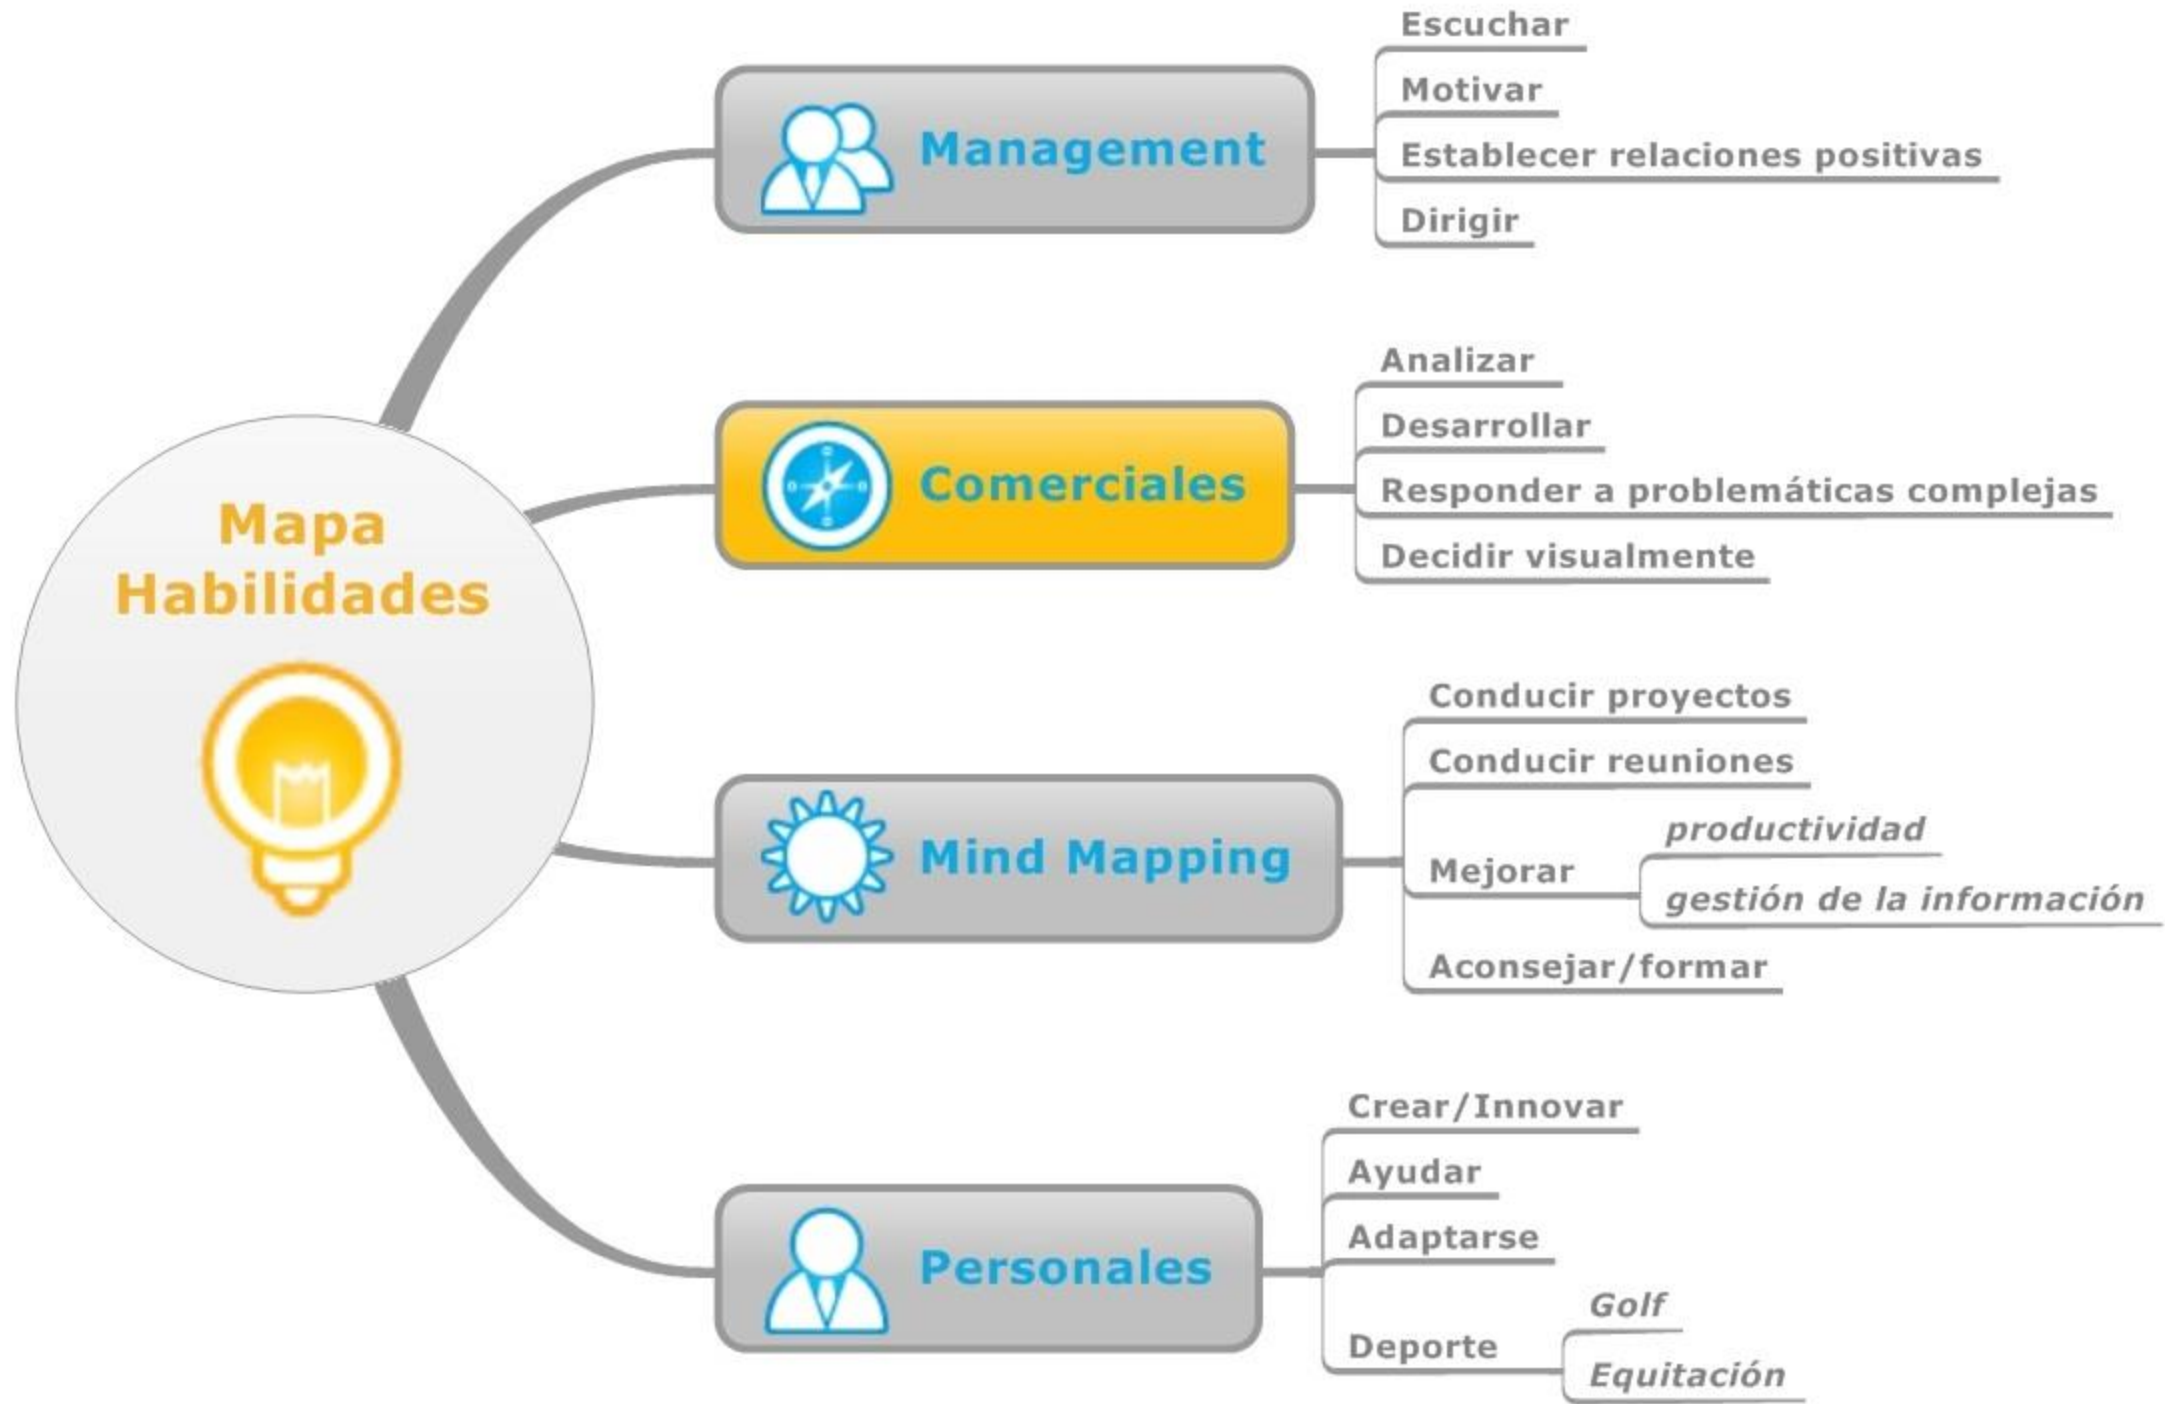 Mapa
Habilidades
Management
Escuchar
Motivar
Establecer relaciones positivas
Dirigir
Comerciales
Analizar
Desarrollar
Responder a problemáticas complejas
Decidir visualmente
Mind Mapping
Conducir proyectos
Conducir reuniones
Mejorar
productividad
gestión de la información
Aconsejar/formar
Personales
Crear/Innovar
Ayudar
Adaptarse
Deporte
Golf
Equitación